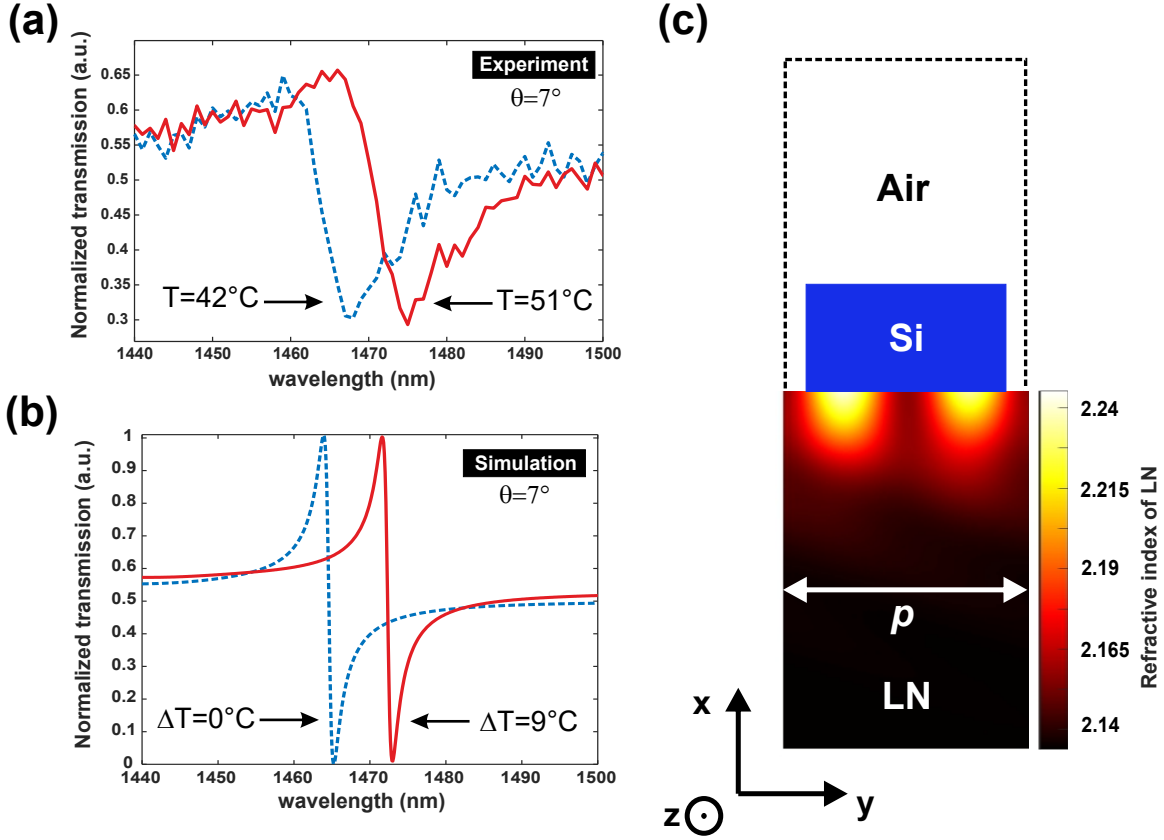 (a)
Normalized transmission (a.u.)
0.65
0.6
0.55
0.5
0.45
0.4
0.35
0.3
Experiment
θ=7°
T=42°C
T=51°C
1440 1450 1460 1470 1480 1490 1500
wavelength (nm)
(b)
Normalized transmission (a.u.)
1
0.9
0.8
0.7
0.6
0.5
0.4
0.3
0.2
0.1
0
Simulation
θ=7°
ΔT=0°C
ΔT=9°C
1440 1450 1460 1470 1480 1490 1500
wavelength (nm)
(c)
Air
Si
p
LN
x
y
z
2.24
2.215
2.19
2.165
2.14
Refractive index of LN